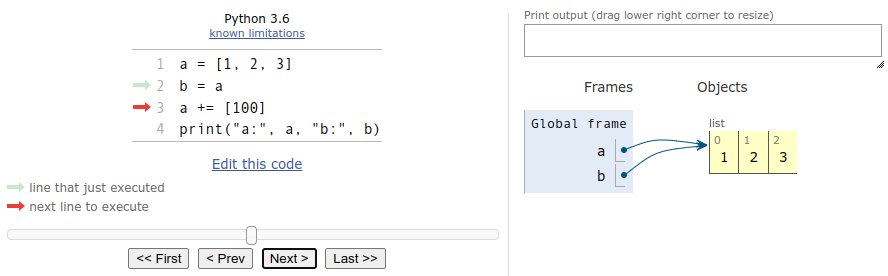 Python 3.6
known limitations
1 a = [1, 2, 3]
2 b = a
3 a += [100]
4 print("a:", a, "b:", b)
Edit this code
line that just executed
next line to execute
<< First < Prev Next > Last >>
Print output (drag lower right corner to resize)
Frames Objects
Global frame
a
b
list
0 1 2
1 2 3